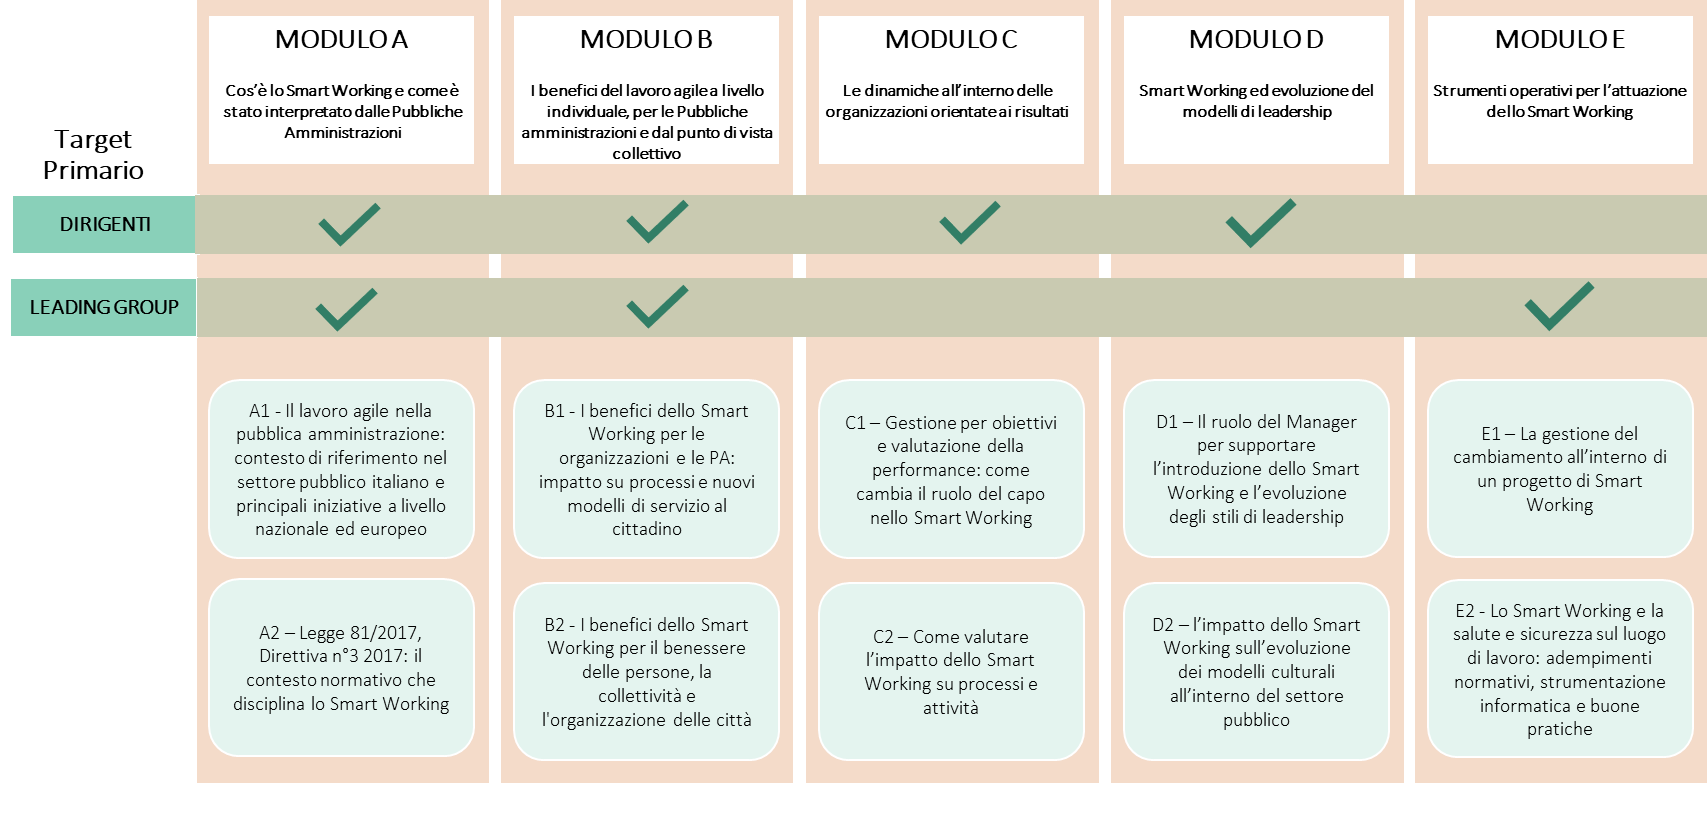 MODULO A
Cos’è lo Smart Working e come è
stato interpretato dalle Pubbliche
Amministrazioni
MODULO B
I benefici del lavoro agile a livello
individuale, per le Pubbliche
amministrazioni e dal punto di vista
collettivo
MODULO C
Le dinamiche all’interno delle
organizzazioni orientate ai risultati
MODULO D
Smart Working ed evoluzione del
modelli di leadership
MODULO E
Strumenti operativi per l’attuazione
dello Smart Working
Target
Primario
DIRIGENTI
LEADING GROUP
A1 - Il lavoro agile nella
pubblica amministrazione:
contesto di riferimento nel
settore pubblico italiano e
principali iniziative a livello
nazionale ed europeo
B1 - I benefici dello Smart
Working per le
organizzazioni e le PA:
impatto su processi e nuovi
modelli di servizio al
cittadino
C1 – Gestione per obiettivi
e valutazione della
performance: come
cambia il ruolo del capo
nello Smart Working
D1 – Il ruolo del Manager
per supportare
l’introduzione dello Smart
Working e l’evoluzione
degli stili di leadership
E1 – La gestione del
cambiamento all’interno di
un progetto di Smart
Working
A2 – Legge 81/2017,
Direttiva n°3 2017: il
contesto normativo che
disciplina lo Smart Working
B2 - I benefici dello Smart
Working per il benessere
delle persone, la
collettività e
l'organizzazione delle città
C2 – Come valutare
l’impatto dello Smart
Working su processi e
attività
D2 – l’impatto dello Smart
Working sull’evoluzione
dei modelli culturali
all’interno del settore
pubblico
E2 - Lo Smart Working e la
salute e sicurezza sul luogo
di lavoro: adempimenti
normativi, strumentazione
informatica e buone
pratiche